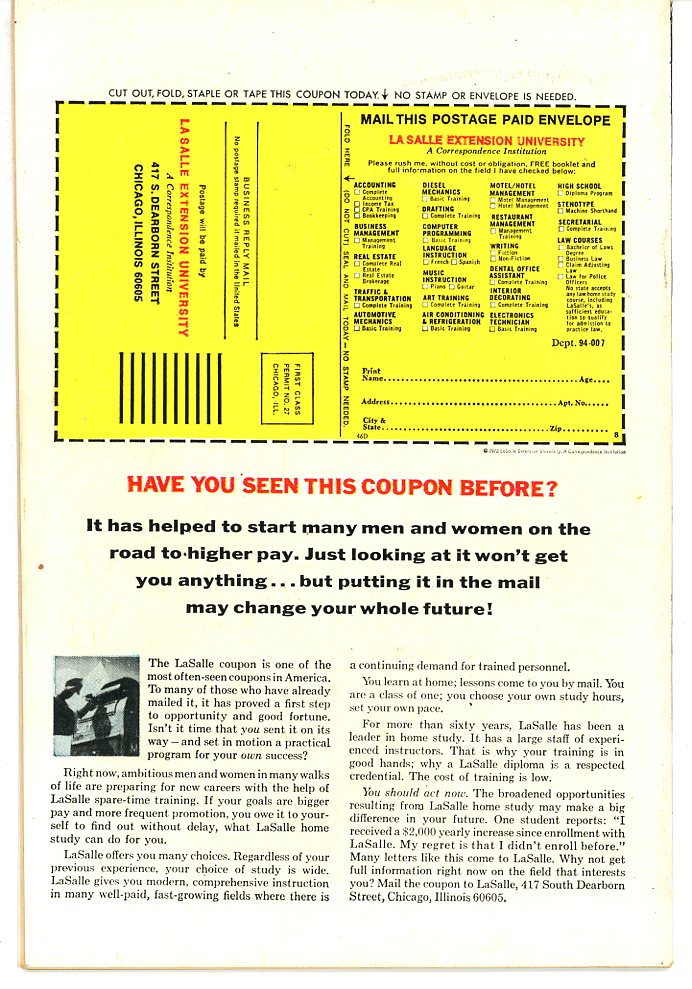 CUT OUT, FOLD, STAPLE OR TAPE THIS COUPON TODAY. ↓ NO STAMP OR ENVELOPE IS NEEDED.
BUSINESS REPLY MAIL
No postage stamp required if mailed in the United States
Postage will be paid by
LA SALLE EXTENSION UNIVERSITY
A Correspondence Institution
417 S. DEARBORN STREET
CHICAGO, ILLINOIS 60605
FIRST CLASS
PERMIT NO. 27
CHICAGO, ILL.
FOLD HERE → (DO NOT CUT) SEAL AND MAIL TODAY — NO STAMP NEEDED.
MAIL THIS POSTAGE PAID ENVELOPE
LA SALLE EXTENSION UNIVERSITY
A Correspondence Institution
Please rush me, without cost or obligation, FREE booklet and
full information on the field I have checked below:
ACCOUNTING
☐ Complete
Accounting
☐ Income Tax
☐ CPA Training
☐ Bookkeeping
BUSINESS
MANAGEMENT
☐ Management
Training
REAL ESTATE
☐ Complete Real
Estate
☐ Real Estate
Brokerage
TRAFFIC &
TRANSPORTATION
☐ Complete Training
AUTOMOTIVE
MECHANICS
☐ Basic Training
DIESEL
MECHANICS
☐ Basic Training
DRAFTING
☐ Complete Training
COMPUTER
PROGRAMMING
☐ Basic Training
LANGUAGE
INSTRUCTION
☐ French ☐ Spanish
MUSIC
INSTRUCTION
☐ Piano ☐ Guitar
ART TRAINING
☐ Complete Training
AIR CONDITIONING
& REFRIGERATION
☐ Basic Training
MOTEL/HOTEL
MANAGEMENT
☐ Motel Managment
☐ Hotel Managment
RESTAURANT
MANAGEMENT
☐ Management
Training
WRITING
☐ Fiction
☐ Non-Fiction
DENTAL OFFICE
ASSISTANT
☐ Complete Training
INTERIOR
DECORATING
☐ Complete Training
ELECTRONICS
TECHNICIAN
☐ Basic Training
HIGH SCHOOL
☐ Diploma Program
STENOTYPE
☐ Machine Shorthand
SECRETARIAL
☐ Complete Training
LAW COURSES
☐ Bachelor of Laws
Degree
☐ Business Law
☐ Claim Adjusting
Law
☐ Law for Police
Officers
No state accepts
any law home study
course, including
LaSalle's, as
sufficient educa-
tion to qualify
for admission to
practice law.
Dept. 94-007
Print
Name........................................Age....
Address........................................Apt. No......
City &
State........................................Zip..........
46D
8
© 1972 LaSalle Extension University, A Correspondence Institution
HAVE YOU SEEN THIS COUPON BEFORE?
It has helped to start many men and women on the
road to higher pay. Just looking at it won't get
you anything...but putting it in the mail
may change your whole future!
The LaSalle coupon is one of the
most often-seen coupons in America.
To many of those who have already
mailed it, it has proved a first step
to opportunity and good fortune.
Isn't it time that you sent it on its
way — and set in motion a practical
program for your own success?
Right now, ambitious men and women in many walks
of life are preparing for new careers with the help of
LaSalle spare-time training. If your goals are bigger
pay and more frequent promotion, you owe it to your-
self to find out without delay, what LaSalle home
study can do for you.
LaSalle offers you many choices. Regardless of your
previous experience, your choice of study is wide.
LaSalle gives you modern, comprehensive instruction
in many well-paid, fast-growing fields where there is
a continuing demand for trained personnel.
You learn at home; lessons come to you by mail. You
are a class of one; you choose your own study hours,
set your own pace.
For more than sixty years, LaSalle has been a
leader in home study. It has a large staff of experi-
enced instructors. That is why your training is in
good hands; why a LaSalle diploma is a respected
credential. The cost of training is low.
You should act now. The broadened opportunities
resulting from LaSalle home study may make a big
difference in your future. One student reports: "I
received a $2,000 yearly increase since enrollment with
LaSalle. My regret is that I didn't enroll before."
Many letters like this come to LaSalle. Why not get
full information right now on the field that interests
you? Mail the coupon to LaSalle, 417 South Dearborn
Street, Chicago, Illinois 60605.